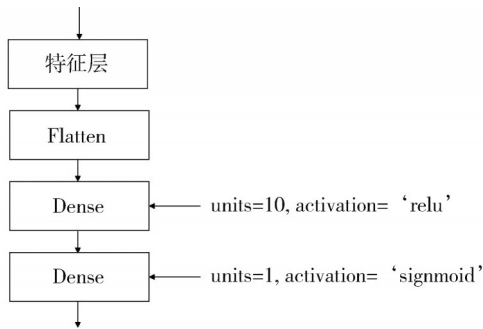 特征层
Flatten
Dense
units=10, activation= ‘relu’
Dense
units=1, activation= ‘signmoid’